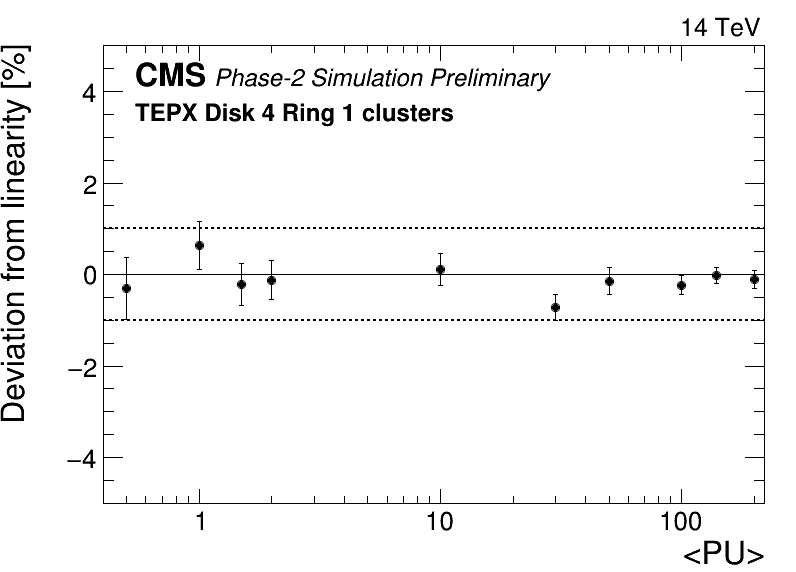 14 TeV
CMS Phase-2 Simulation Preliminary
TEPX Disk 4 Ring 1 clusters
Deviation from linearity [%]
4
2
0
−2
−4
1
10
100
<PU>